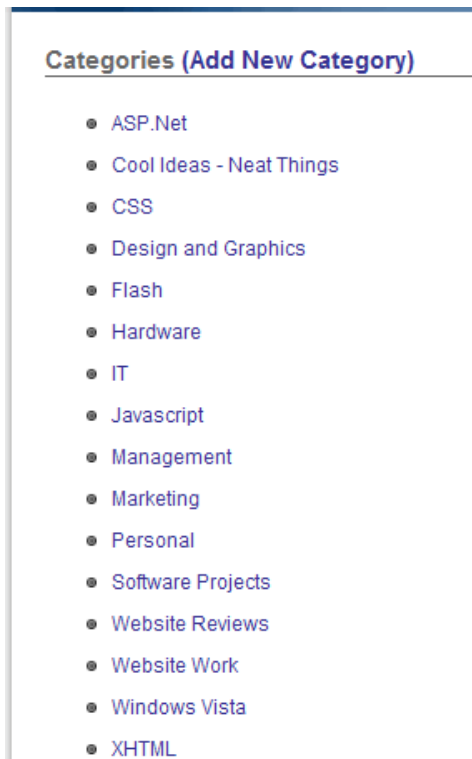 Categories (Add New Category)
ASP.Net
Cool Ideas - Neat Things
CSS
Design and Graphics
Flash
Hardware
IT
Javascript
Management
Marketing
Personal
Software Projects
Website Reviews
Website Work
Windows Vista
XHTML